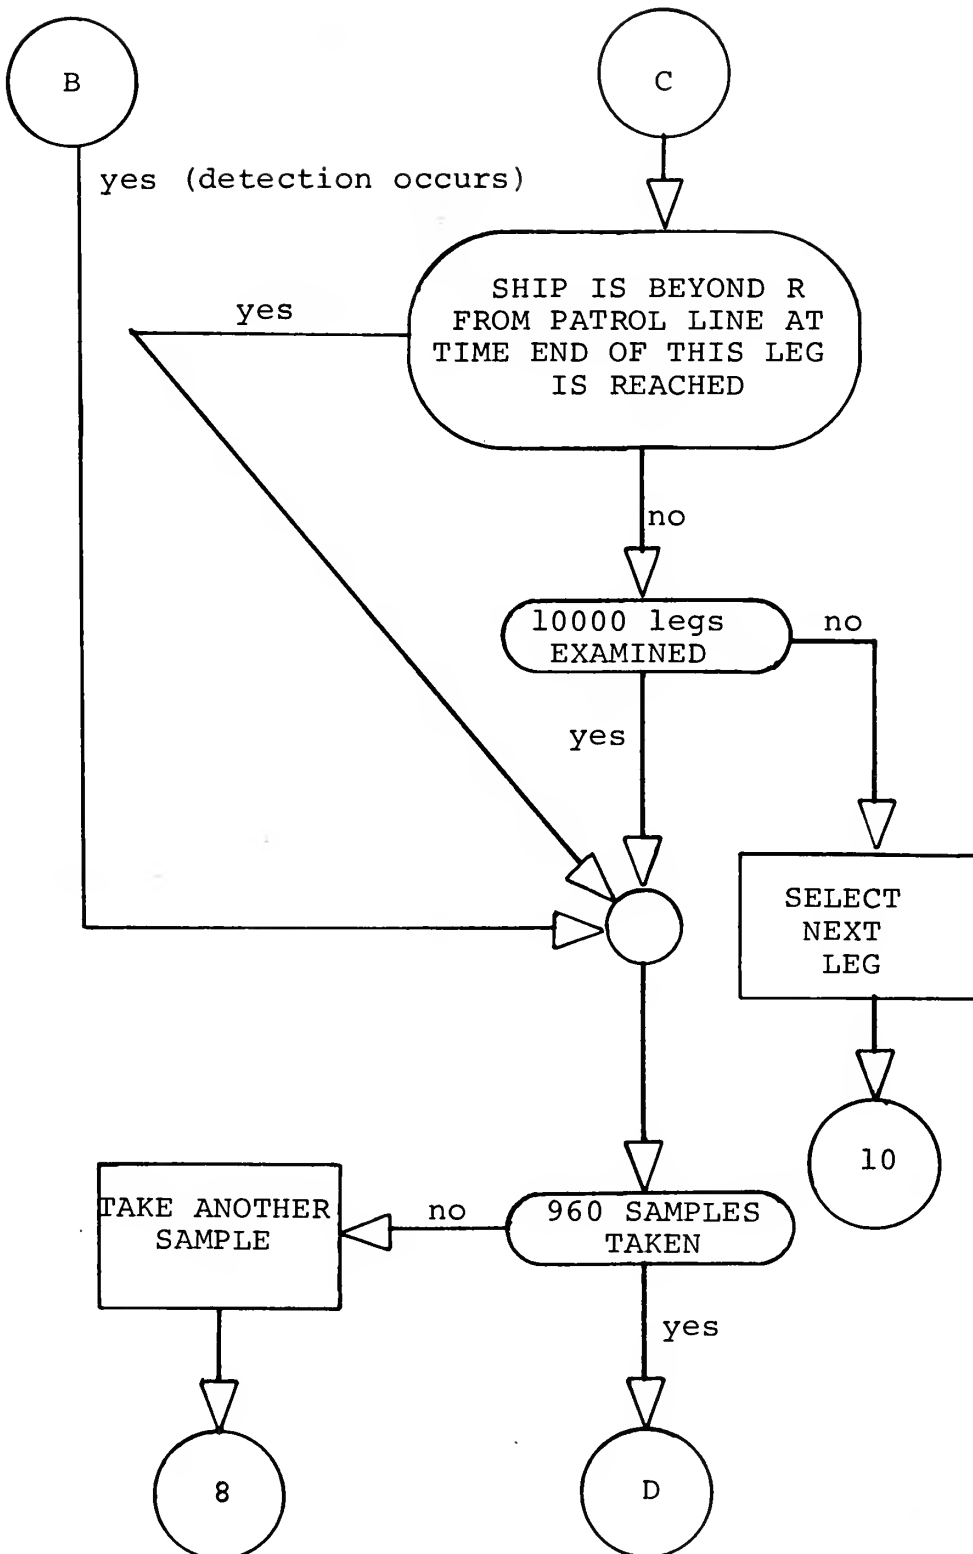 B
C
yes (detection occurs)
SHIP IS BEYOND R
FROM PATROL LINE AT
TIME END OF THIS LEG
IS REACHED
yes
no
10000 legs
EXAMINED
no
yes
SELECT
NEXT
LEG
10
TAKE ANOTHER
SAMPLE
no
960 SAMPLES
TAKEN
yes
8
D